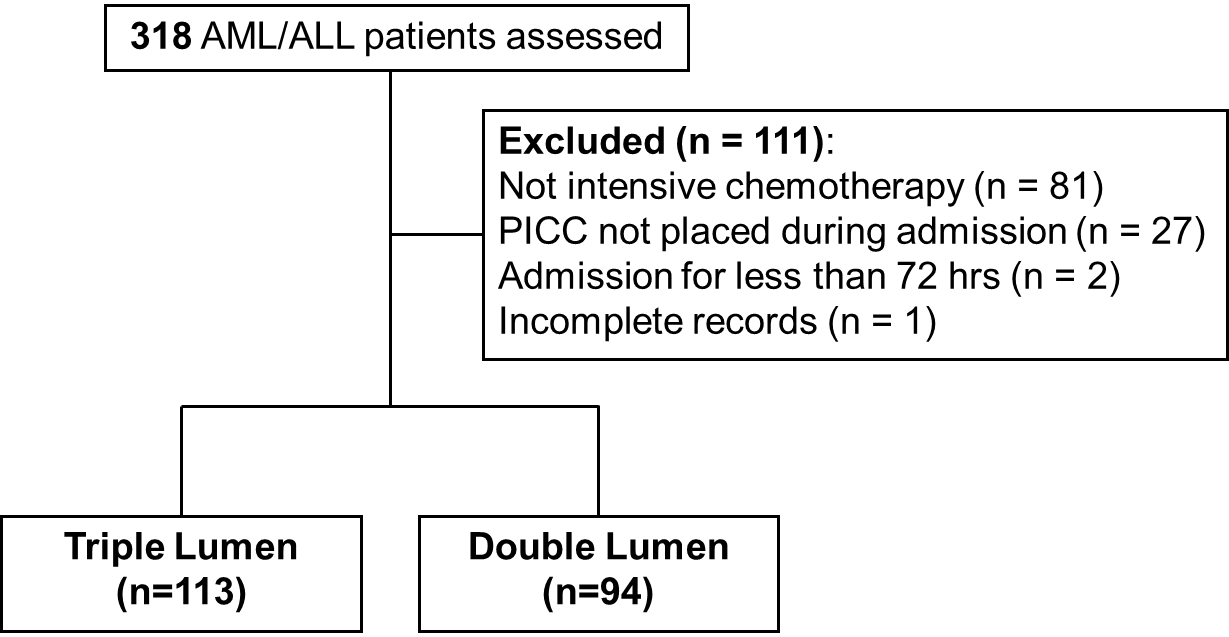 318 AML/ALL patients assessed
Excluded (n = 111):
Not intensive chemotherapy (n = 81)
PICC not placed during admission (n = 27)
Admission for less than 72 hrs (n = 2)
Incomplete records (n = 1)
Triple Lumen
(n=113)
Double Lumen
(n=94)